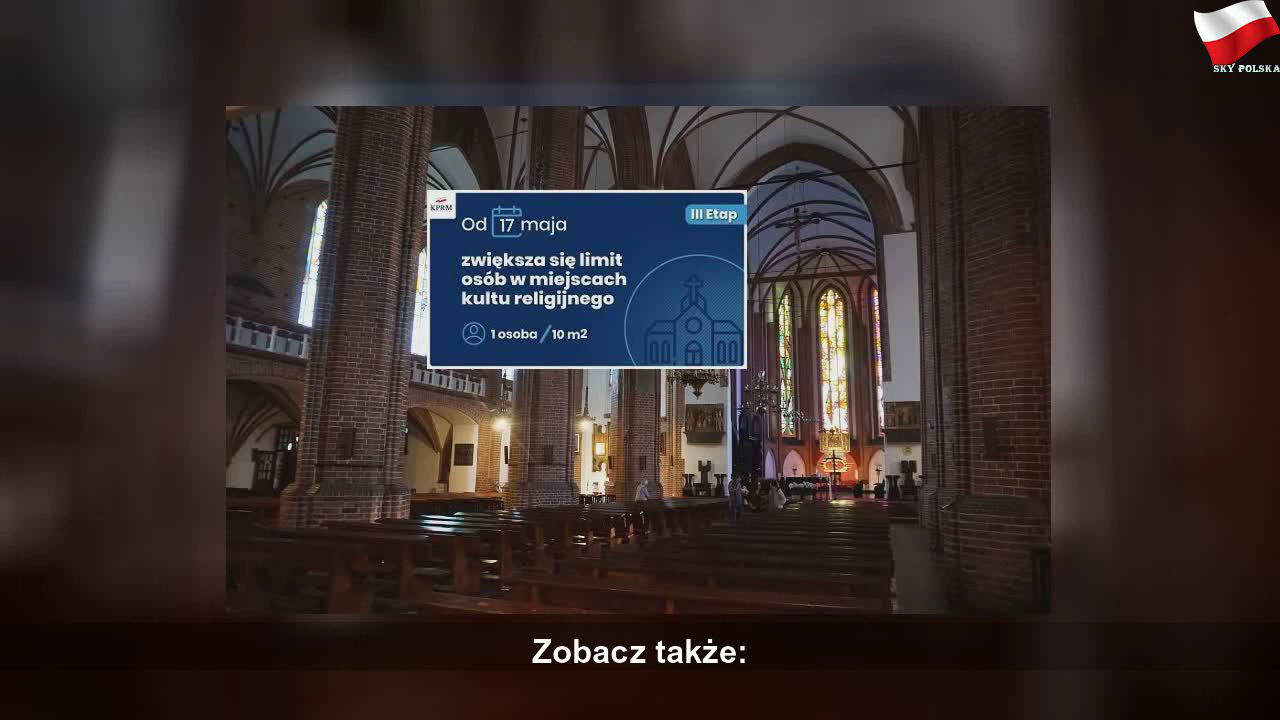 SKY POLSKA
KPRM
Od 17 maja
III Etap
zwiększa się limit
osób w miejscach
kultu religijnego
1 osoba / 10 m2
Zobacz także: